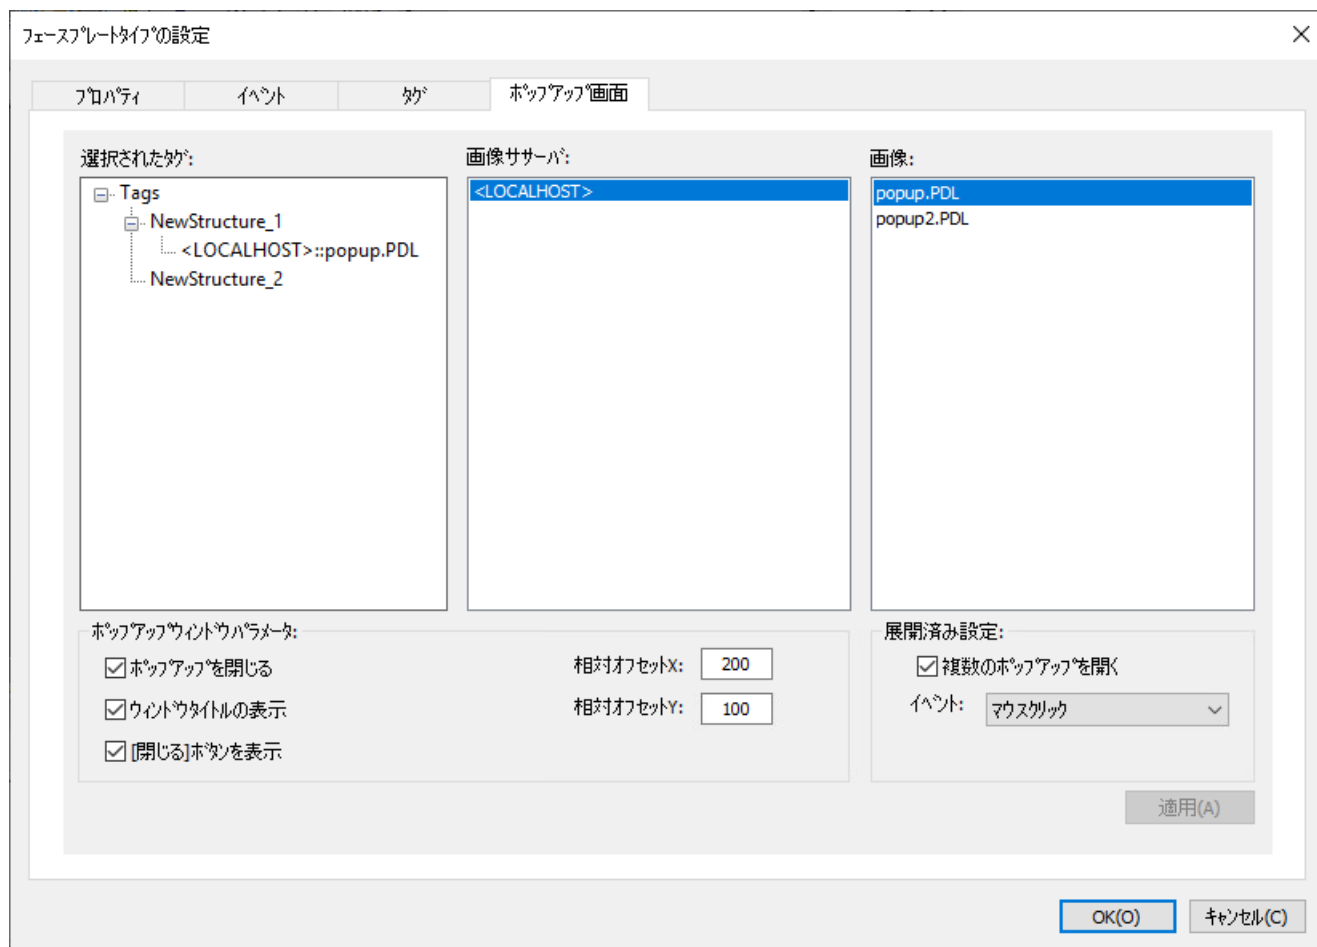 ﾌｪｰｽﾌﾟﾚｰﾄﾀｲﾌﾟの設定
ﾌﾟﾛﾊﾟﾃｨ
ｲﾍﾞﾝﾄ
ﾀｸﾞ
ﾎﾟｯﾌﾟｱｯﾌﾟ画面
選択されたﾀｸﾞ:
画像ｻｻｰﾊﾞ:
画像:
Tags
NewStructure_1
<LOCALHOST>::popup.PDL
NewStructure_2
<LOCALHOST>
popup.PDL
popup2.PDL
ﾎﾟｯﾌﾟｱｯﾌﾟｳｨﾝﾄﾞｳﾊﾟﾗﾒｰﾀ:
ﾎﾟｯﾌﾟｱｯﾌﾟを閉じる
ｳｨﾝﾄﾞｳﾀｲﾄﾙの表示
[閉じる]ﾎﾞﾀﾝを表示
相対ｵﾌｾｯﾄX: 200
相対ｵﾌｾｯﾄY: 100
展開済み設定:
複数のﾎﾟｯﾌﾟｱｯﾌﾟを開く
ｲﾍﾞﾝﾄ: ﾏｳｽｸﾘｯｸ
適用(A)
OK(O)
ｷｬﾝｾﾙ(C)